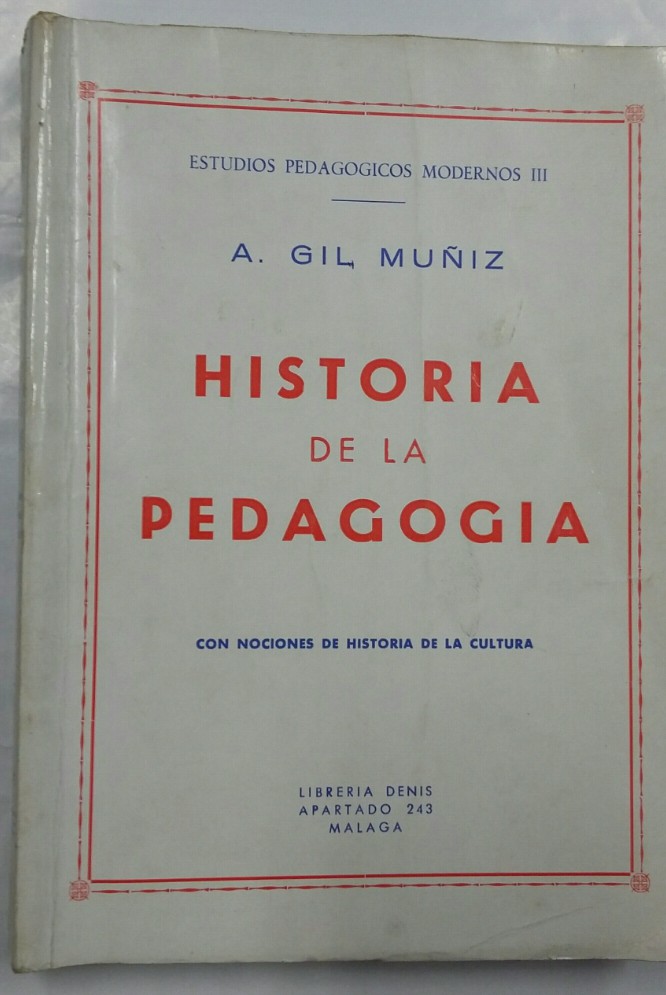 ESTUDIOS PEDAGOGICOS MODERNOS III
A. GIL MUÑIZ
HISTORIA
DE LA
PEDAGOGIA
CON NOCIONES DE HISTORIA DE LA CULTURA
LIBRERIA DENIS
APARTADO 243
MALAGA